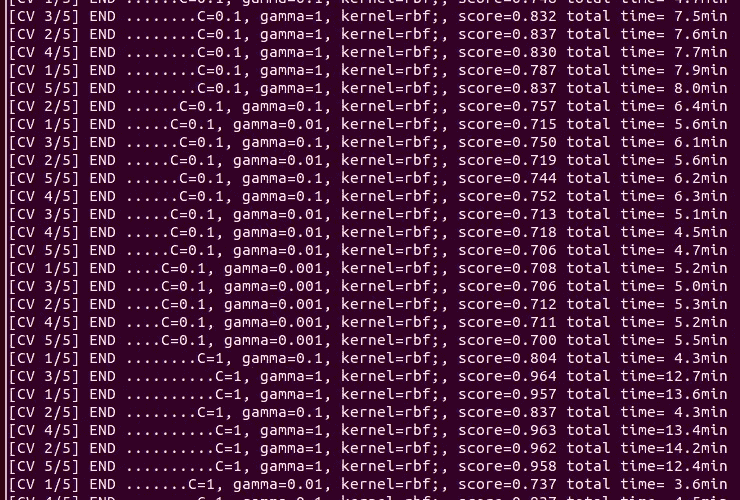 [CV 3/5] END ........C=0.1, gamma=1, kernel=rbf;, score=0.832 total time= 7.5min
[CV 2/5] END ........C=0.1, gamma=1, kernel=rbf;, score=0.837 total time= 7.6min
[CV 4/5] END ........C=0.1, gamma=1, kernel=rbf;, score=0.830 total time= 7.7min
[CV 1/5] END ........C=0.1, gamma=1, kernel=rbf;, score=0.787 total time= 7.9min
[CV 5/5] END ........C=0.1, gamma=1, kernel=rbf;, score=0.837 total time= 8.0min
[CV 2/5] END ......C=0.1, gamma=0.1, kernel=rbf;, score=0.757 total time= 6.4min
[CV 1/5] END .....C=0.1, gamma=0.01, kernel=rbf;, score=0.715 total time= 5.6min
[CV 3/5] END ......C=0.1, gamma=0.1, kernel=rbf;, score=0.750 total time= 6.1min
[CV 2/5] END .....C=0.1, gamma=0.01, kernel=rbf;, score=0.719 total time= 5.6min
[CV 5/5] END ......C=0.1, gamma=0.1, kernel=rbf;, score=0.744 total time= 6.2min
[CV 4/5] END ......C=0.1, gamma=0.1, kernel=rbf;, score=0.752 total time= 6.3min
[CV 3/5] END .....C=0.1, gamma=0.01, kernel=rbf;, score=0.713 total time= 5.1min
[CV 4/5] END .....C=0.1, gamma=0.01, kernel=rbf;, score=0.718 total time= 4.5min
[CV 5/5] END .....C=0.1, gamma=0.01, kernel=rbf;, score=0.706 total time= 4.7min
[CV 1/5] END ....C=0.1, gamma=0.001, kernel=rbf;, score=0.708 total time= 5.2min
[CV 3/5] END ....C=0.1, gamma=0.001, kernel=rbf;, score=0.706 total time= 5.0min
[CV 2/5] END ....C=0.1, gamma=0.001, kernel=rbf;, score=0.712 total time= 5.3min
[CV 4/5] END ....C=0.1, gamma=0.001, kernel=rbf;, score=0.711 total time= 5.2min
[CV 5/5] END ....C=0.1, gamma=0.001, kernel=rbf;, score=0.700 total time= 5.5min
[CV 1/5] END ........C=1, gamma=0.1, kernel=rbf;, score=0.804 total time= 4.3min
[CV 3/5] END ..........C=1, gamma=1, kernel=rbf;, score=0.964 total time=12.7min
[CV 1/5] END ..........C=1, gamma=1, kernel=rbf;, score=0.957 total time=13.6min
[CV 2/5] END ........C=1, gamma=0.1, kernel=rbf;, score=0.837 total time= 4.3min
[CV 4/5] END ..........C=1, gamma=1, kernel=rbf;, score=0.963 total time=13.4min
[CV 2/5] END ..........C=1, gamma=1, kernel=rbf;, score=0.962 total time=14.2min
[CV 5/5] END ..........C=1, gamma=1, kernel=rbf;, score=0.958 total time=12.4min
[CV 1/5] END .......C=1, gamma=0.01, kernel=rbf;, score=0.737 total time= 3.6min